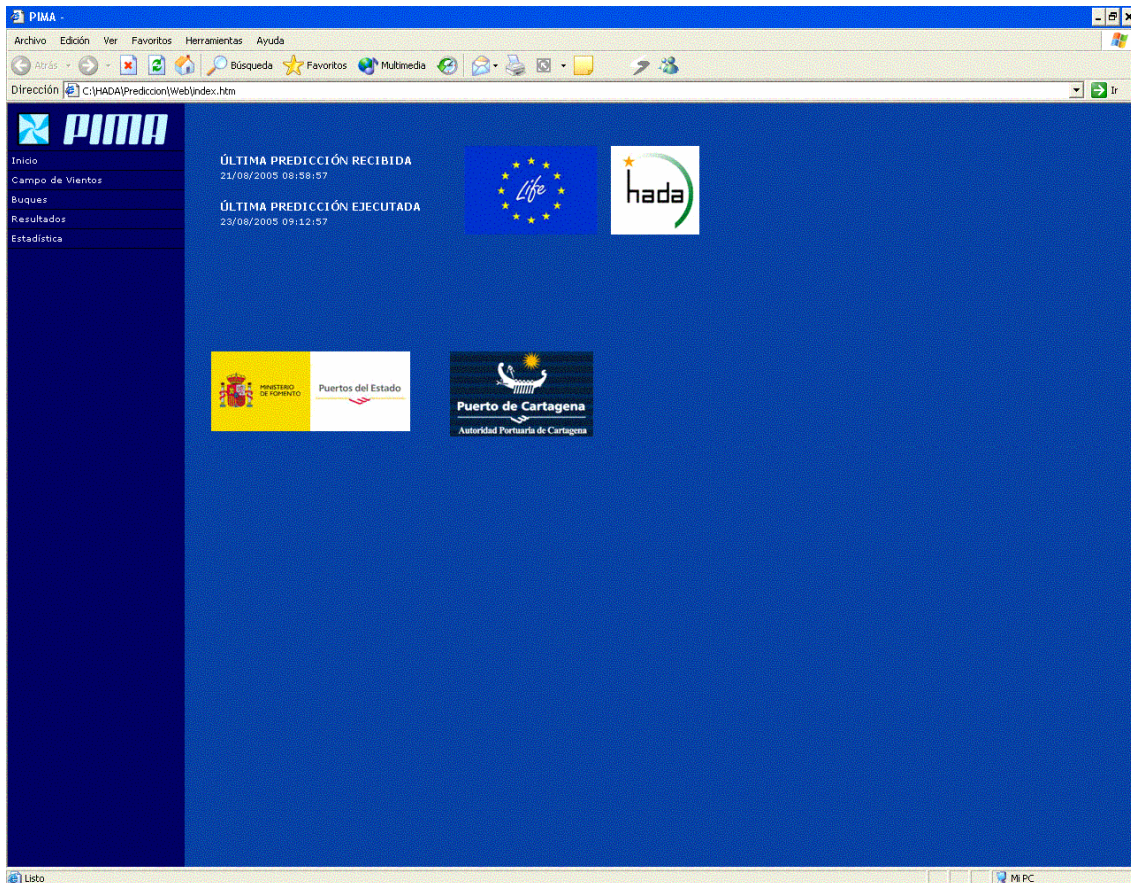 PIMA -
Archivo Edición Ver Favoritos Herramientas Ayuda
Atrás Búsqueda Favoritos Multimedia
Dirección C:\HADA\Prediccion\Web\index.htm Ir
PIMA
Inicio
Campo de Vientos
Buques
Resultados
Estadística
ÚLTIMA PREDICCIÓN RECIBIDA
21/08/2005 08:58:57
ÚLTIMA PREDICCIÓN EJECUTADA
23/08/2005 09:12:57
Life
hada
MINISTERIO
DE FOMENTO
Puertos del Estado
Puerto de Cartagena
Autoridad Portuaria de Cartagena
Listo
Mi PC